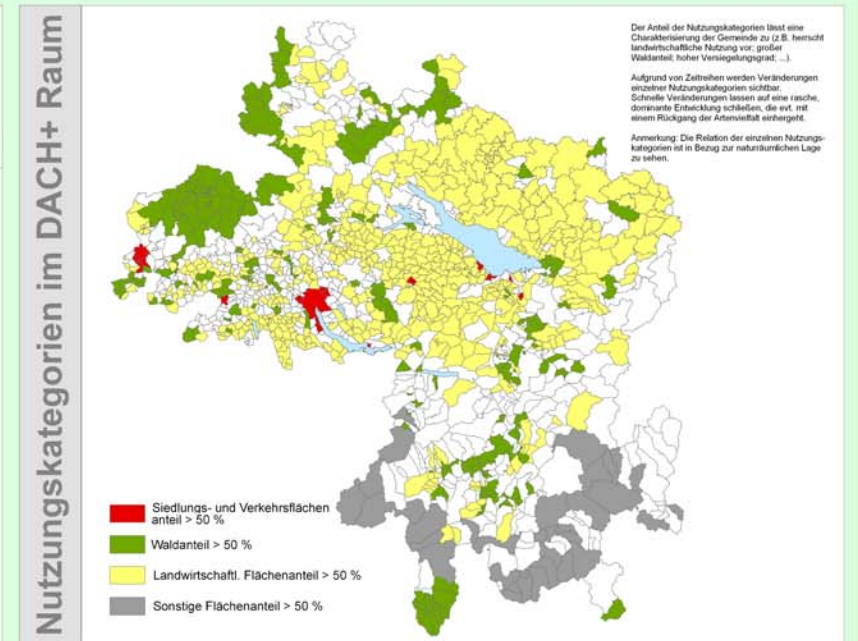 Nutzungskategorien im DACH+ Raum
Der Anteil der Nutzungskategorien lässt eine
Charakterisierung der Gemeinde zu (z.B. herrscht
landwirtschaftliche Nutzung vor; großer
Waldanteil; hoher Versiegelungsgrad; ...).
Aufgrund von Zeitreihen werden Veränderungen
einzelner Nutzungskategorien sichtbar.
Schnelle Veränderungen lassen auf eine rasche,
dominante Entwicklung schließen, die evt. mit
einem Rückgang der Artenvielfalt einhergeht.
Anmerkung: Die Relation der einzelnen Nutzungs-
kategorien ist in Bezug zur naturräumlichen Lage
zu sehen.
Siedlungs- und Verkehrsflächen
anteil > 50 %
Waldanteil > 50 %
Landwirtschaftl. Flächenanteil > 50 %
Sonstige Flächenanteil > 50 %